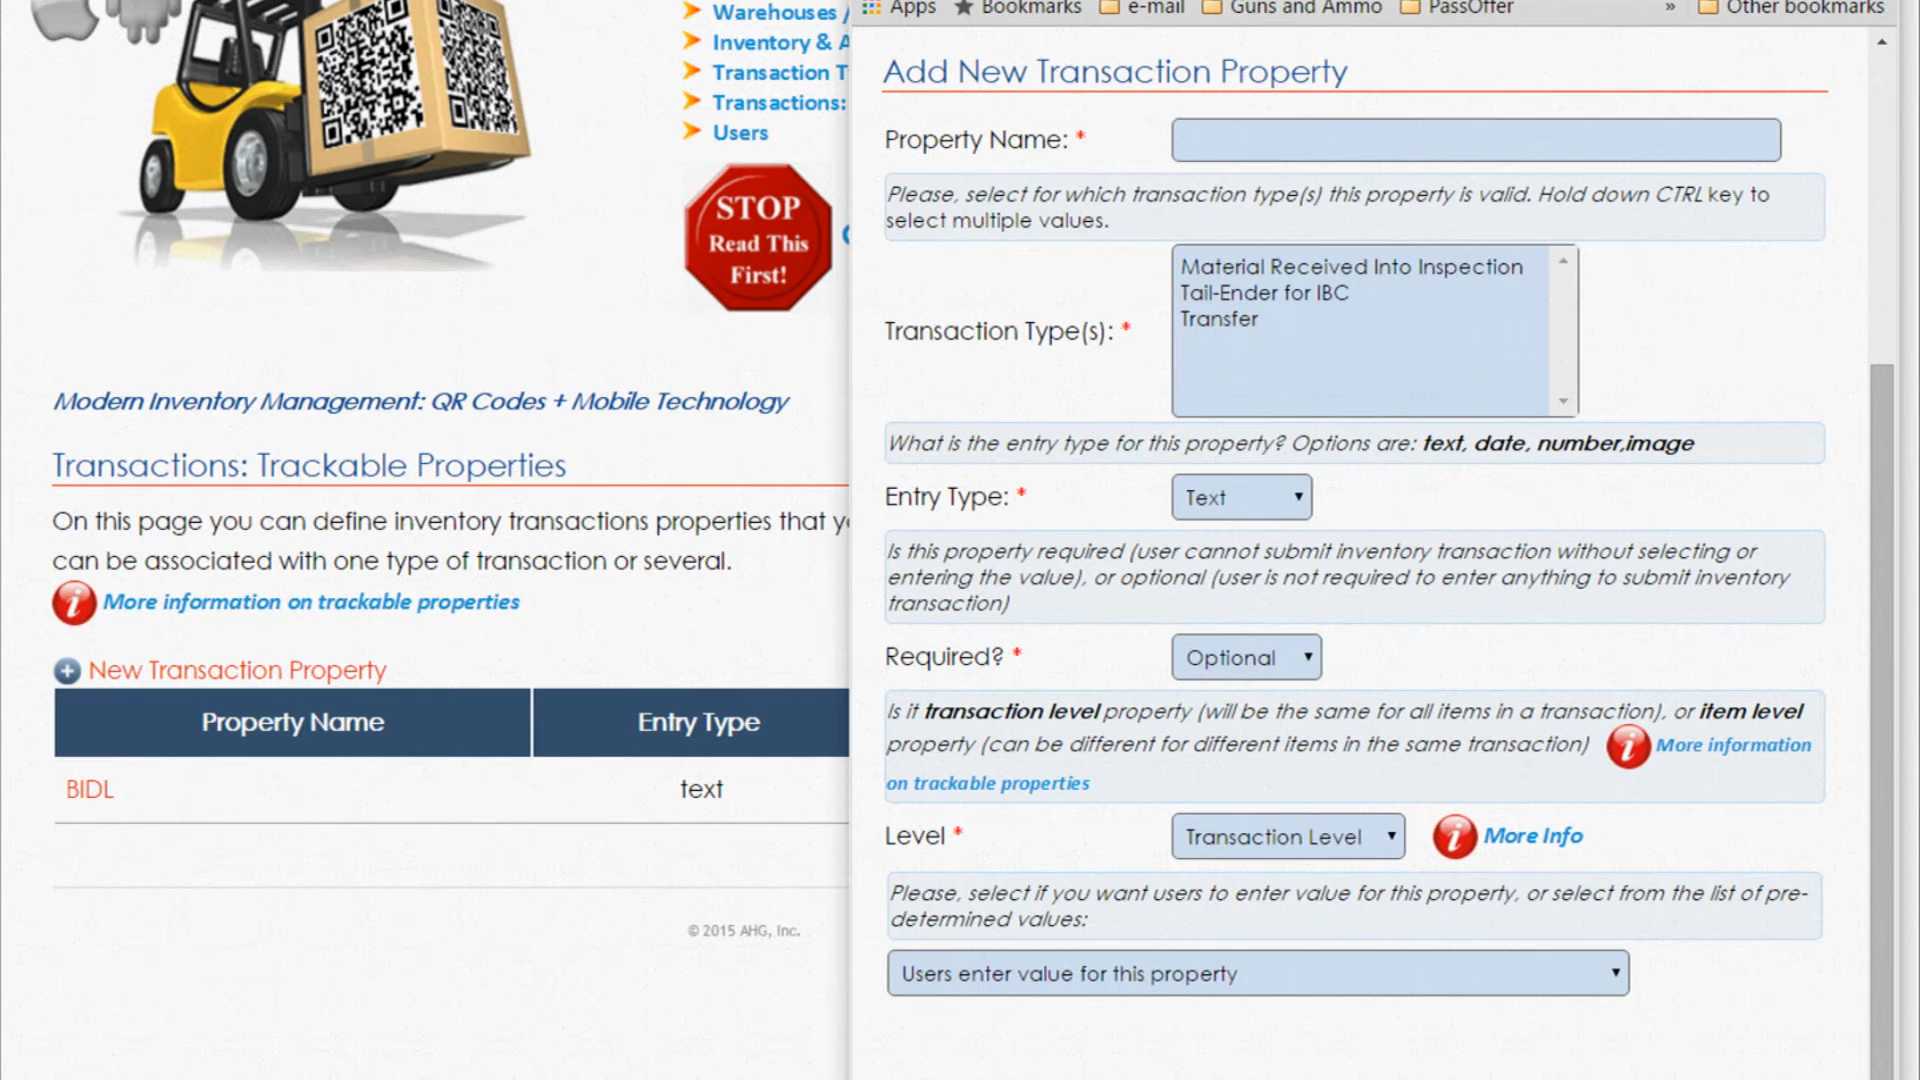 Warehouses /
Inventory & A
Transaction T
Transactions:
Users
STOP
Read This
First!
Modern Inventory Management: QR Codes + Mobile Technology
Transactions: Trackable Properties
On this page you can define inventory transactions properties that y
can be associated with one type of transaction or several.
More information on trackable properties
New Transaction Property
Property Name
Entry Type
BIDL
text
© 2015 AHG, Inc.
Apps
Bookmarks
e-mail
Guns and Ammo
PassOffer
»
Other bookmarks
Add New Transaction Property
Property Name: *
Please, select for which transaction type(s) this property is valid. Hold down CTRL key to
select multiple values.
Transaction Type(s): *
Material Received Into Inspection
Tail-Ender for IBC
Transfer
What is the entry type for this property? Options are: text, date, number,image
Entry Type: *
Text
Is this property required (user cannot submit inventory transaction without selecting or
entering the value), or optional (user is not required to enter anything to submit inventory
transaction)
Required? *
Optional
Is it transaction level property (will be the same for all items in a transaction), or item level
property (can be different for different items in the same transaction) More information
on trackable properties
Level *
Transaction Level
More Info
Please, select if you want users to enter value for this property, or select from the list of pre-
determined values:
Users enter value for this property